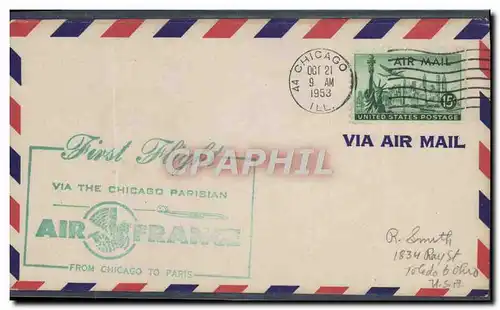 44 CHICAGO
OCT 21
9 AM
1953
ILL.
AIR MAIL
15¢
UNITED STATES POSTAGE
VIA AIR MAIL
First Flight
CPAPHIL
VIA THE CHICAGO PARISIAN
AIR FRANCE
FROM CHICAGO TO PARIS
R. Smith
1834 Ray St
Toledo 6 Ohio
U.S.A.